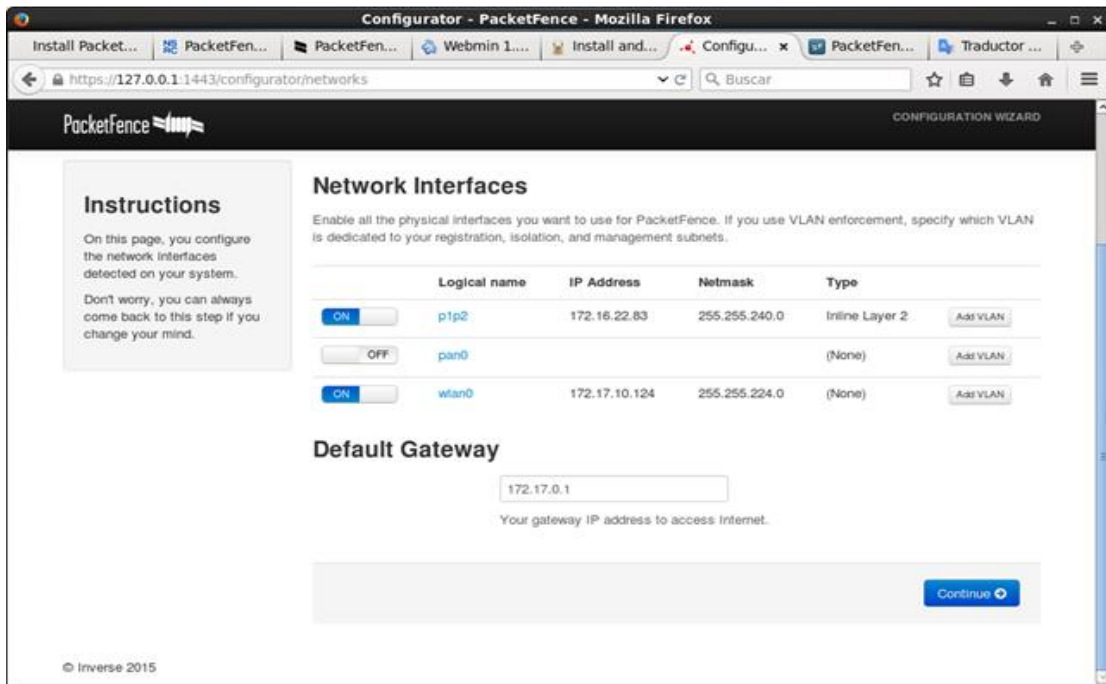 Configurator - PacketFence - Mozilla Firefox
Install Packet... PacketFen... PacketFen... Webmin 1.... Install and... Configu... × PacketFen... Traductor ...
https://127.0.0.1:1443/configurator/networks Buscar
PacketFence CONFIGURATION WIZARD
Instructions
On this page, you configure
the network interfaces
detected on your system.
Don't worry, you can always
come back to this step if you
change your mind.
Network Interfaces
Enable all the physical interfaces you want to use for PacketFence. If you use VLAN enforcement, specify which VLAN
is dedicated to your registration, isolation, and management subnets.
Logical name IP Address Netmask Type
ON p1p2 172.16.22.83 255.255.240.0 Inline Layer 2 Add VLAN
OFF pan0 (None) Add VLAN
ON wlan0 172.17.10.124 255.255.224.0 (None) Add VLAN
Default Gateway
172.17.0.1
Your gateway IP address to access Internet.
Continue
© Inverse 2015